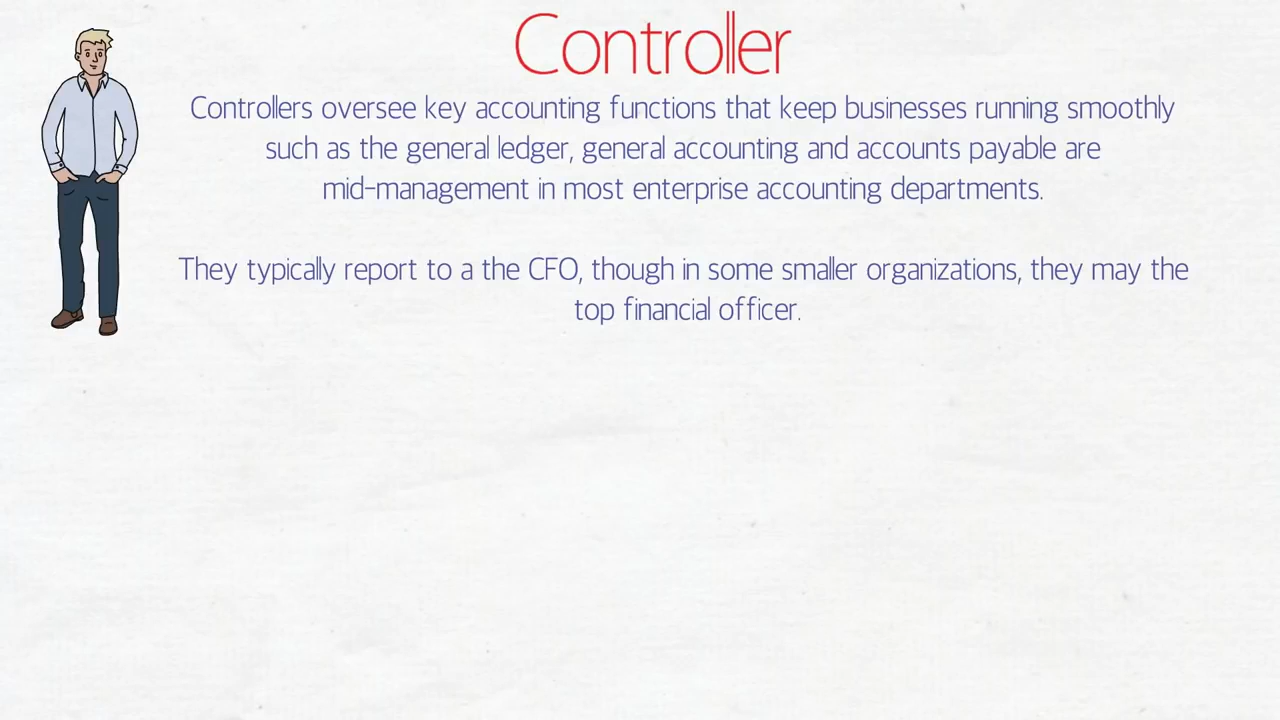 Controller
Controllers oversee key accounting functions that keep businesses running smoothly
such as the general ledger, general accounting and accounts payable are
mid-management in most enterprise accounting departments.
They typically report to a the CFO, though in some smaller organizations, they may the
top financial officer.